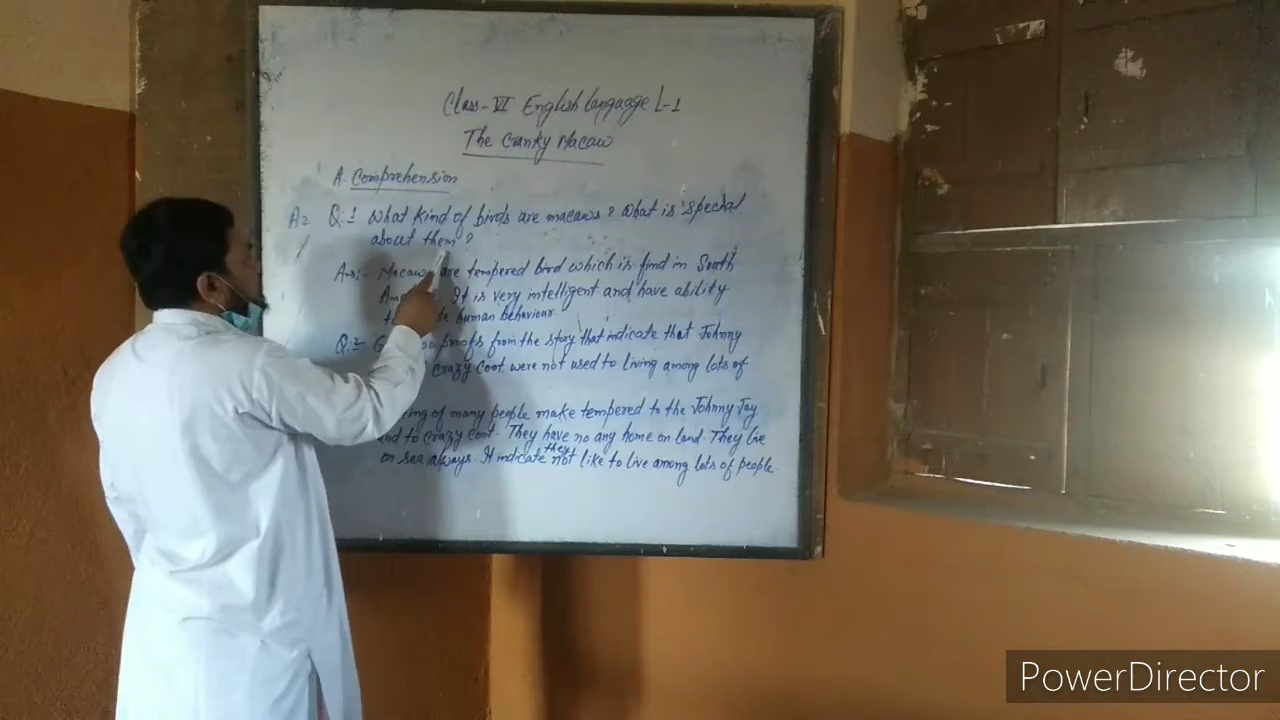 Class- VI English langagge L-1
The Cranky Macaw
A. Comprehension
A= Q:1 What kind of birds are macaws? What is special
about them?
Ans:- Macaws are tempered bird which is find in South
It is very intelligent and have ability
human behaviour.
Q:2- proofs from the story that indicate that Johnny
crazy coot were not used to living among lots of
of many people make tempered to the Johnny Jay
and to crazy coot. They have no any home on land. They live
on sea always. It indicate they not like to live among lots of people
PowerDirector